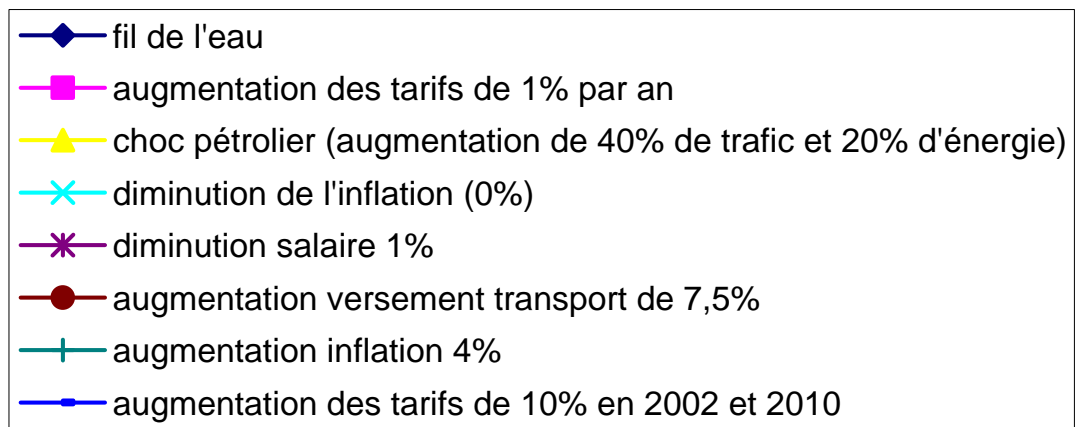 fil de l'eau
augmentation des tarifs de 1% par an
choc pétrolier (augmentation de 40% de trafic et 20% d'énergie)
diminution de l'inflation (0%)
diminution salaire 1%
augmentation versement transport de 7,5%
augmentation inflation 4%
augmentation des tarifs de 10% en 2002 et 2010